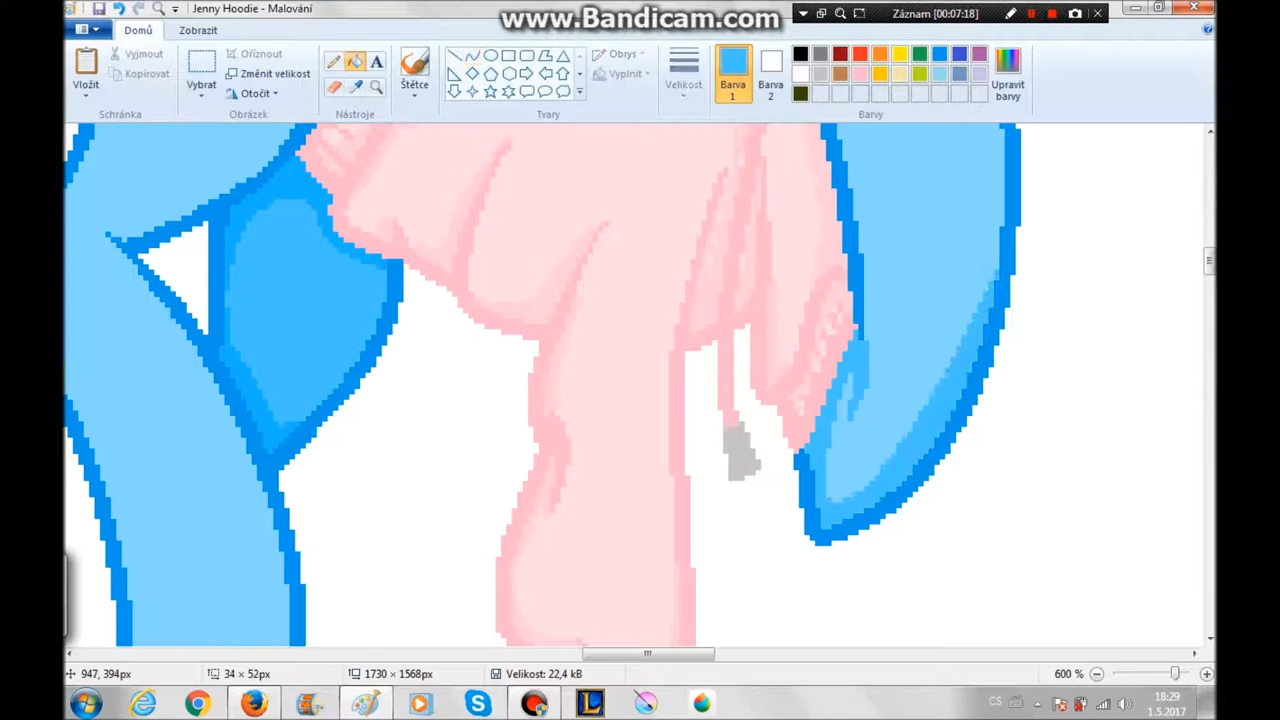 Jenny Hoodie - Malování
www.Bandicam.com
Záznam [00:07:18]
Domů
Zobrazit
Vložit
Vyjmout
Kopírovat
Schránka
Vybrat
Oříznout
Změnit velikost
Otočit
Obrázek
A
Nástroje
Štětce
Obrys
Výplnit
Tvary
Velikost
Barva
1
Barva
2
Upravit
barvy
Barvy
947, 394px
34 × 52px
1730 × 1568px
Velikost: 22,4 kB
600 %
CS
18:29
1.5.2017